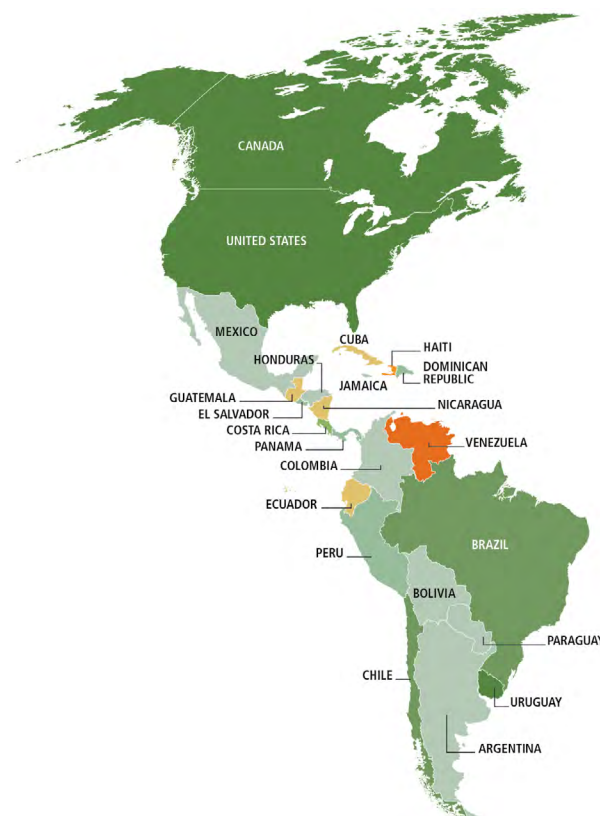 CANADA
UNITED STATES
MEXICO
CUBA
HAITI
HONDURAS
DOMINICAN
REPUBLIC
JAMAICA
GUATEMALA
NICARAGUA
EL SALVADOR
COSTA RICA
PANAMA
VENEZUELA
COLOMBIA
ECUADOR
BRAZIL
PERU
BOLIVIA
PARAGUAY
CHILE
URUGUAY
ARGENTINA